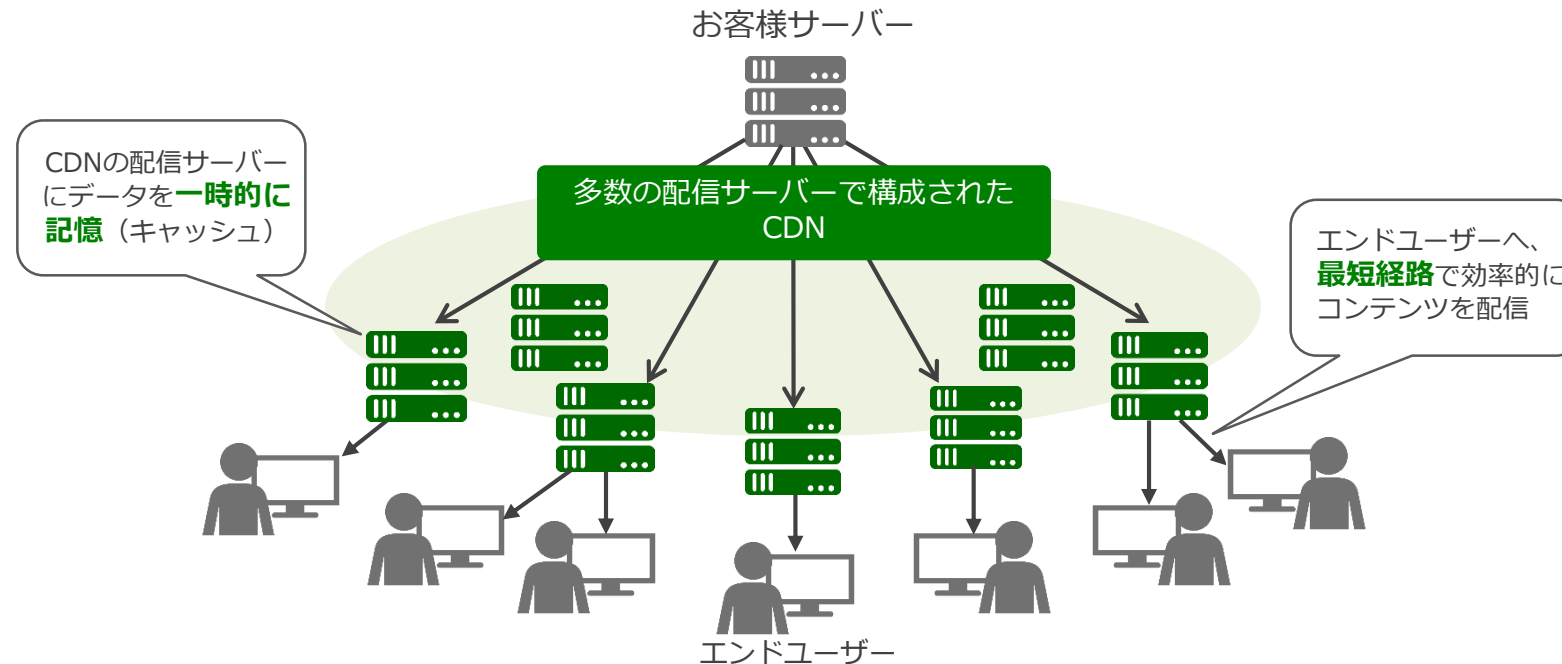 お客様サーバー
CDNの配信サーバー
にデータを一時的に
記憶（キャッシュ）
多数の配信サーバーで構成された
CDN
エンドユーザーへ、
最短経路で効率的に
コンテンツを配信
エンドユーザー